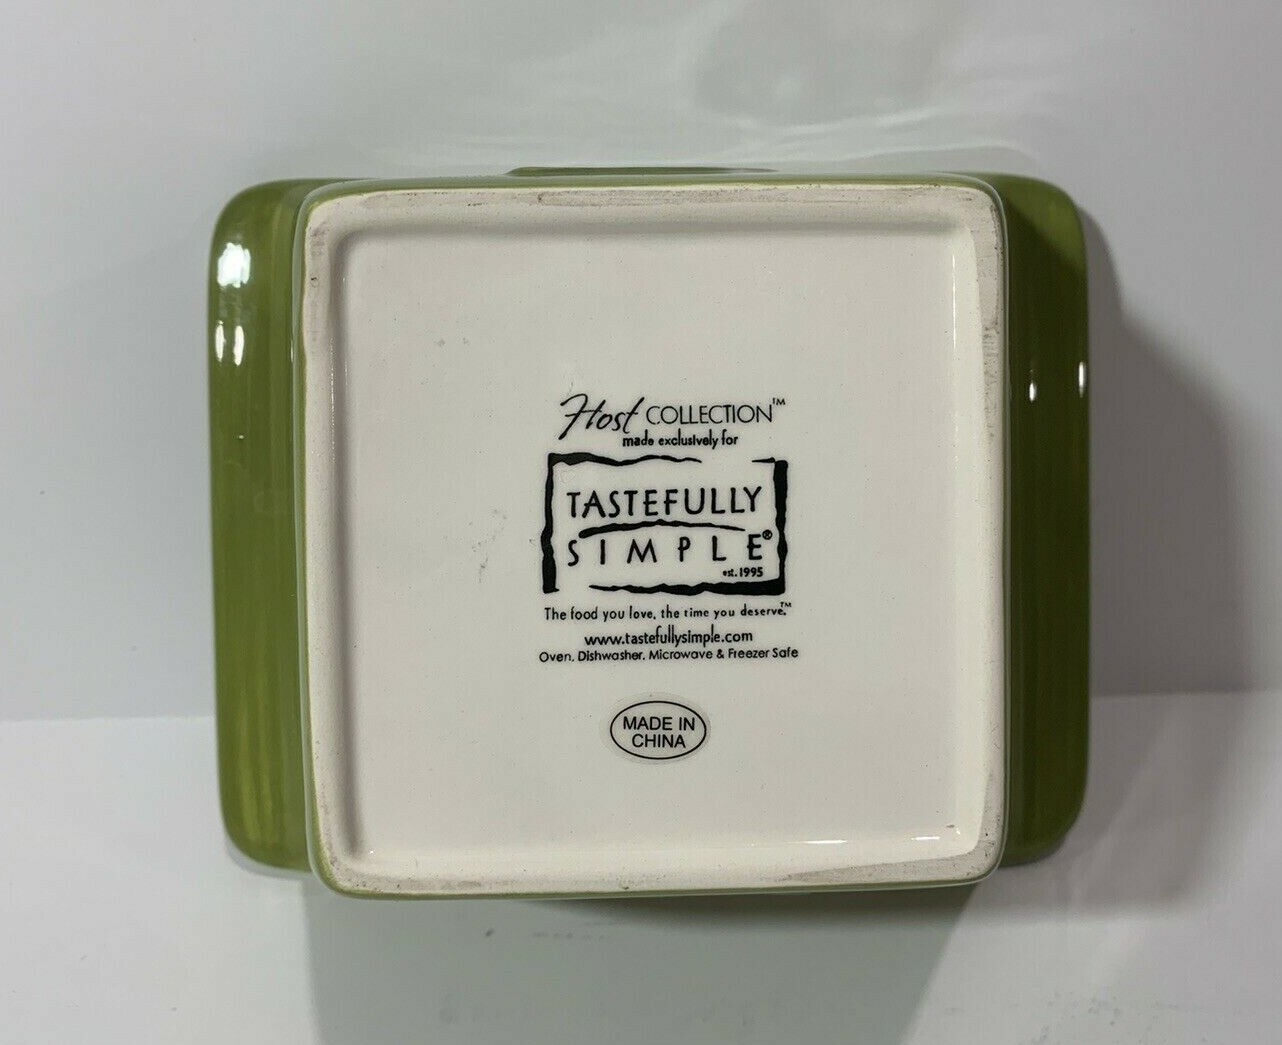 Host COLLECTION™
made exclusively for
TASTEFULLY
SIMPLE®
est. 1995
The food you love, the time you deserve.™
www.tastefullysimple.com
Oven, Dishwasher, Microwave & Freezer Safe
MADE IN
CHINA